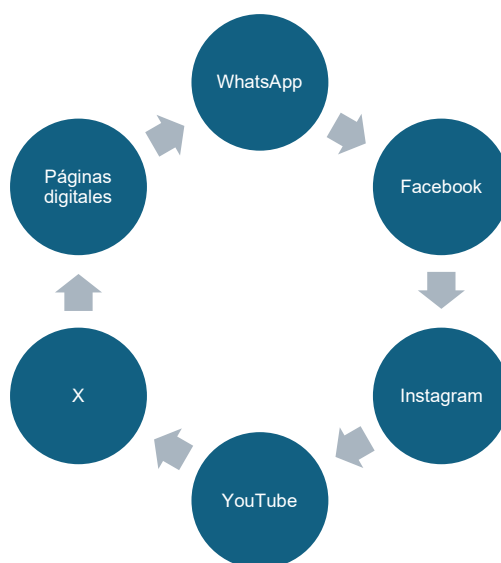 WhatsApp
Facebook
Instagram
YouTube
X
Páginas
digitales